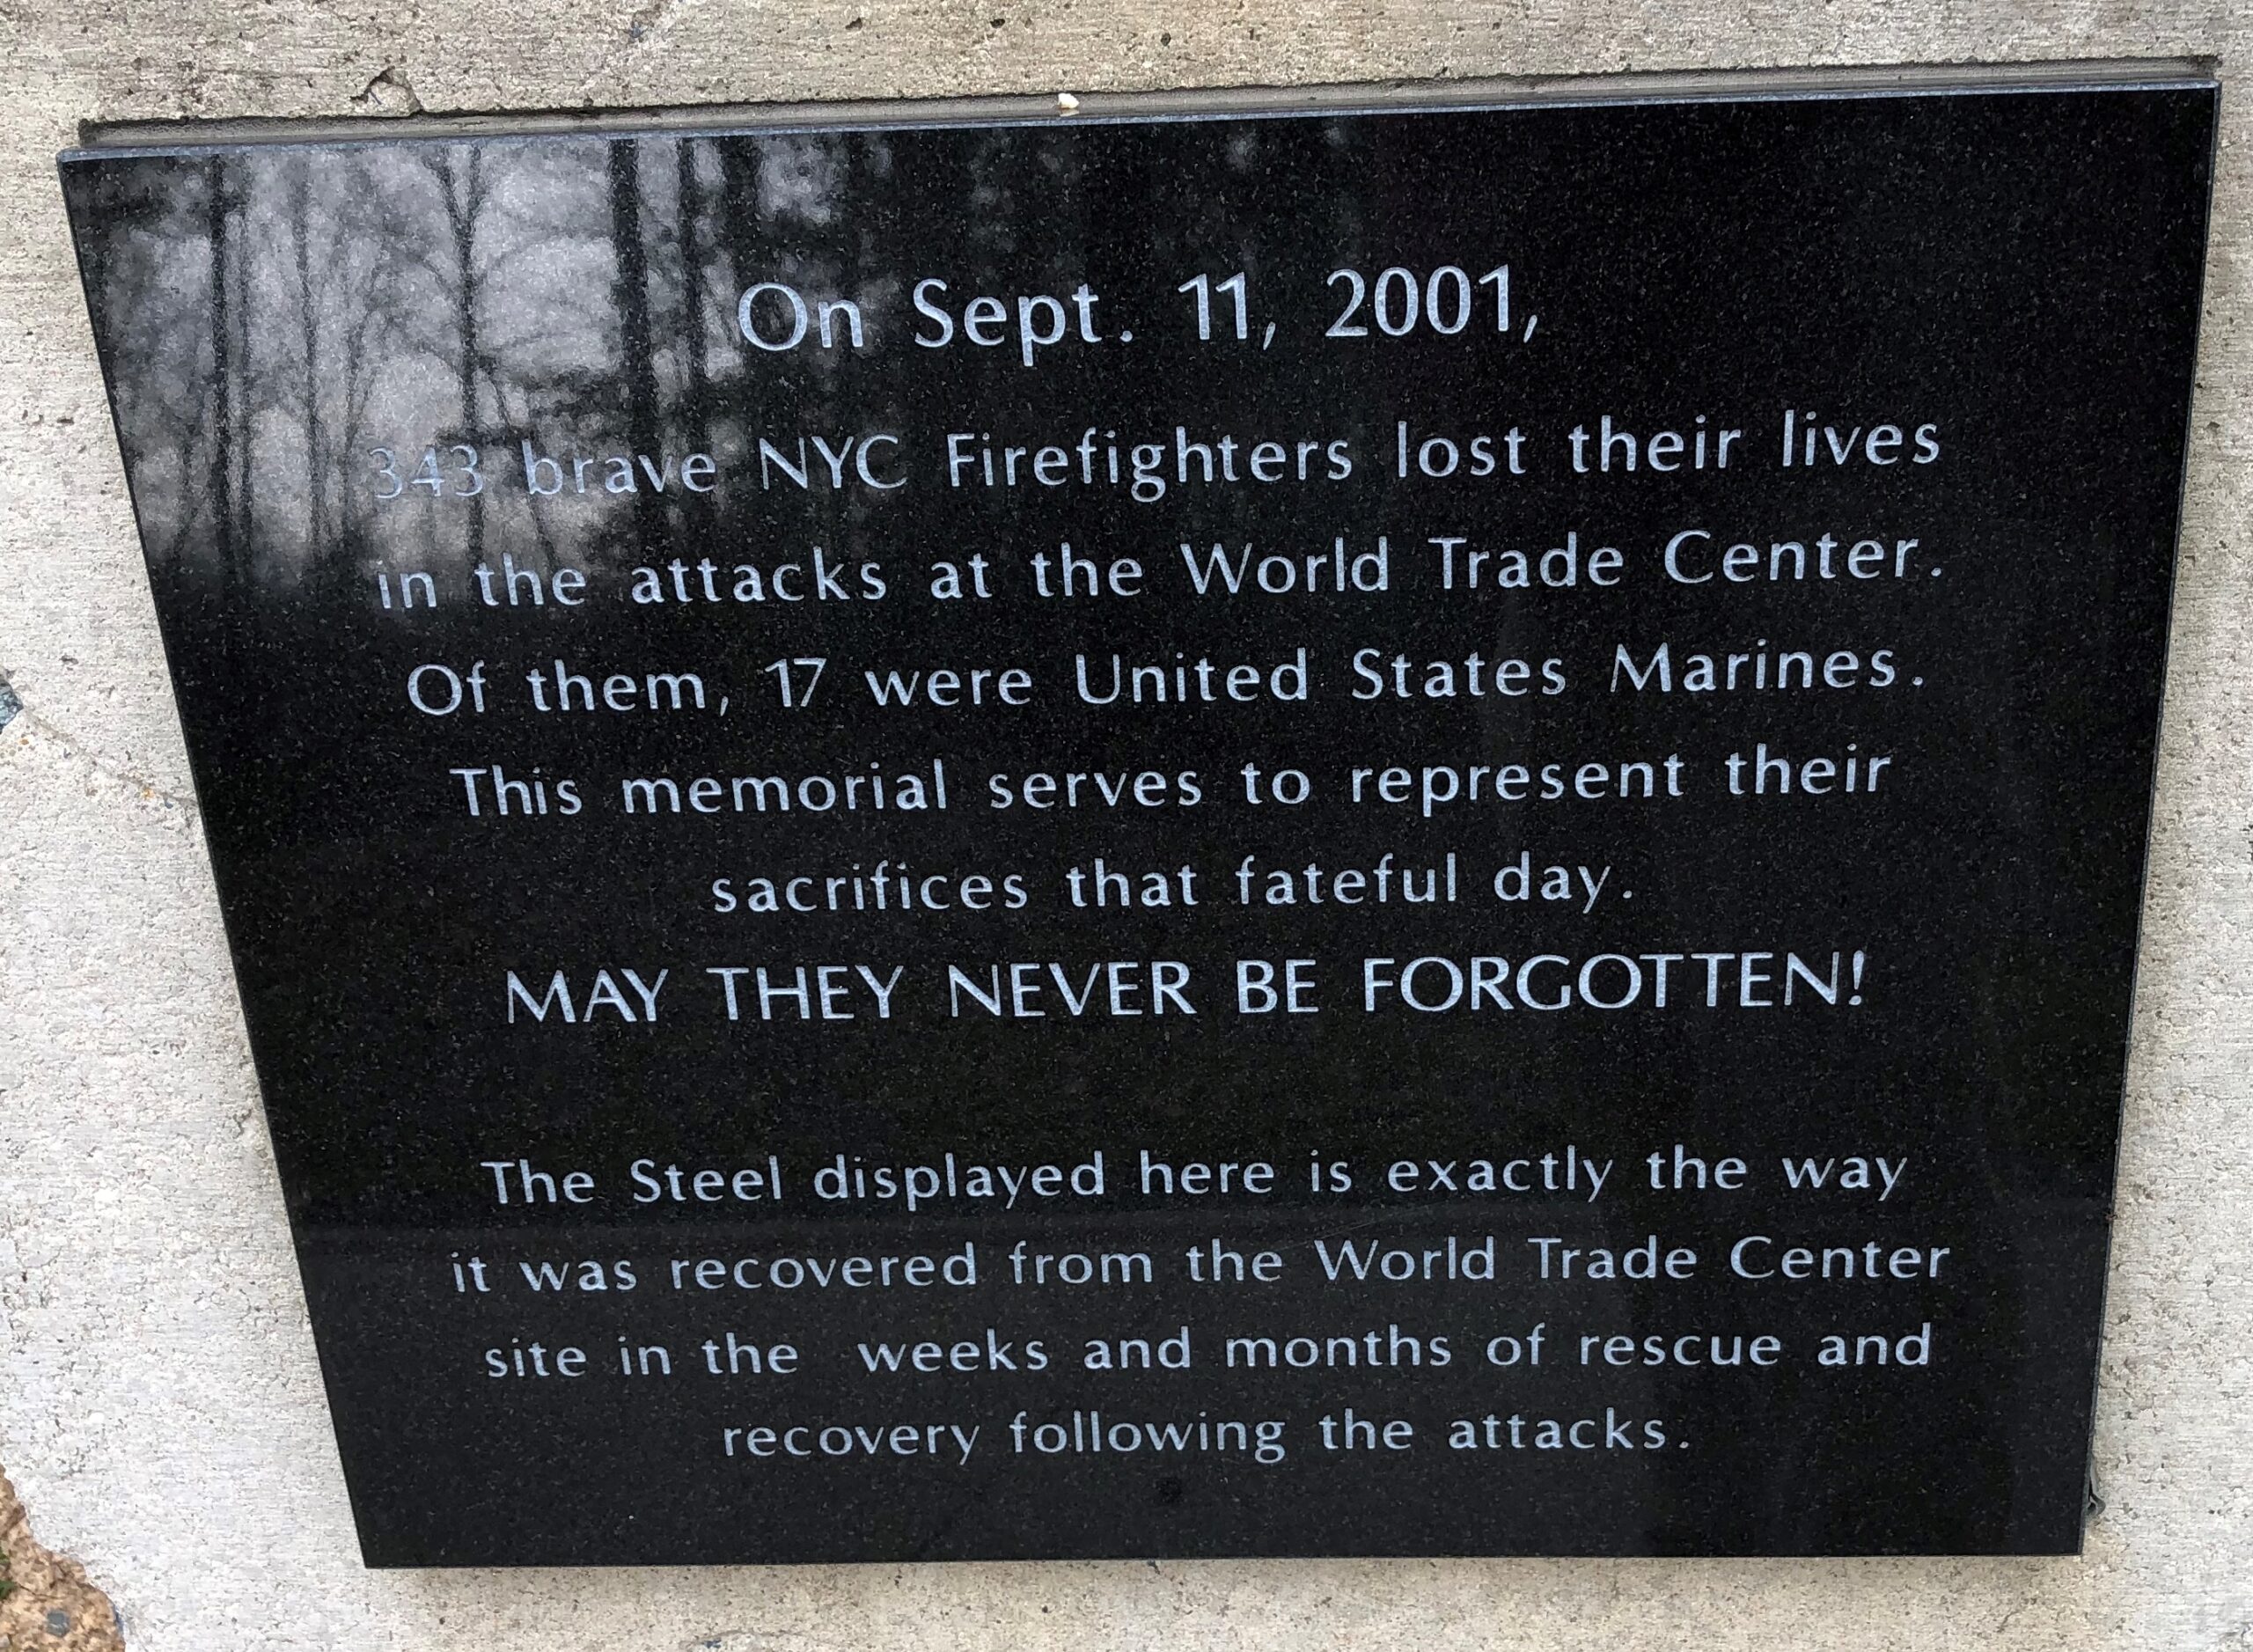 On Sept. 11, 2001,
343 brave NYC Firefighters lost their lives
in the attacks at the World Trade Center.
Of them, 17 were United States Marines.
This memorial serves to represent their
sacrifices that fateful day.
MAY THEY NEVER BE FORGOTTEN!
The Steel displayed here is exactly the way
it was recovered from the World Trade Center
site in the weeks and months of rescue and
recovery following the attacks.